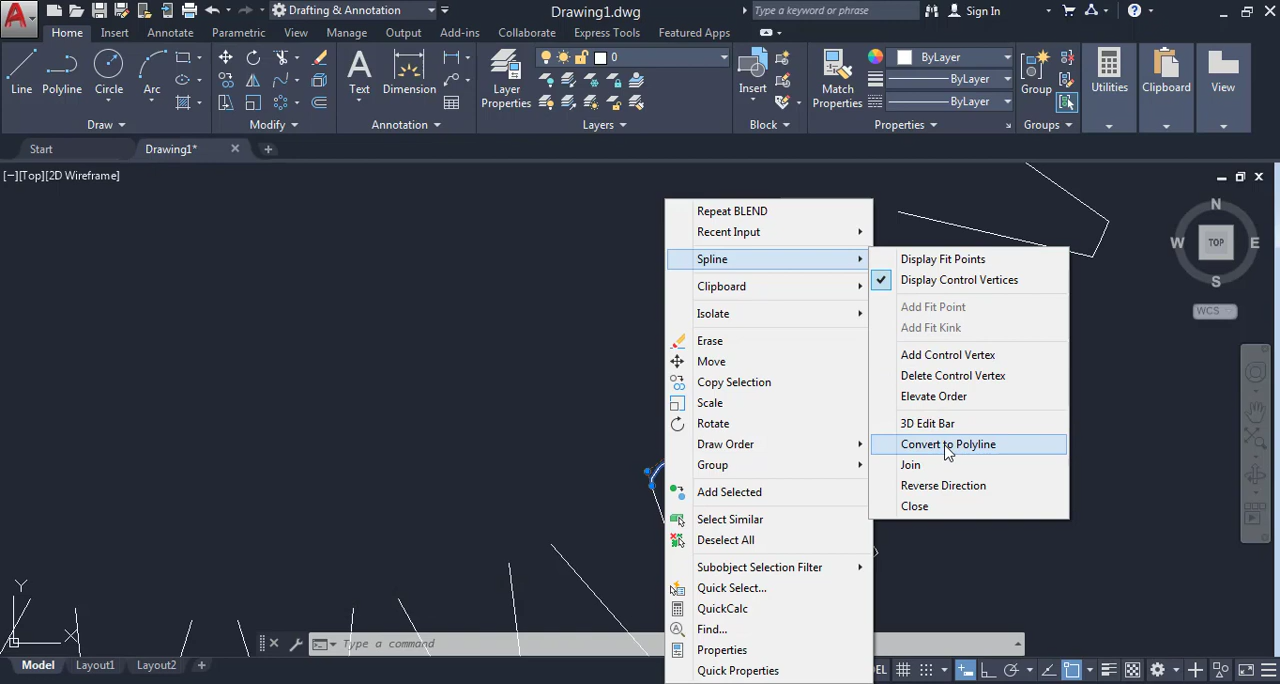 A Drafting & Annotation Drawing1.dwg Type a keyword or phrase Sign In
Home Insert Annotate Parametric View Manage Output Add-ins Collaborate Express Tools Featured Apps
Line Polyline Circle Arc
Text Dimension
Layer Properties
0
Insert
Match Properties
ByLayer
ByLayer
ByLayer
Group
Utilities Clipboard View
Draw Modify Annotation Layers Block Properties Groups
Start Drawing1*
[−][Top][2D Wireframe]
N
W TOP E
S
WCS
Repeat BLEND
Recent Input
Spline
Clipboard
Isolate
Erase
Move
Copy Selection
Scale
Rotate
Draw Order
Group
Add Selected
Select Similar
Deselect All
Subobject Selection Filter
Quick Select...
QuickCalc
Find...
Properties
Quick Properties
Display Fit Points
Display Control Vertices
Add Fit Point
Add Fit Kink
Add Control Vertex
Delete Control Vertex
Elevate Order
3D Edit Bar
Convert to Polyline
Join
Reverse Direction
Close
Y
X
Type a command
Model Layout1 Layout2